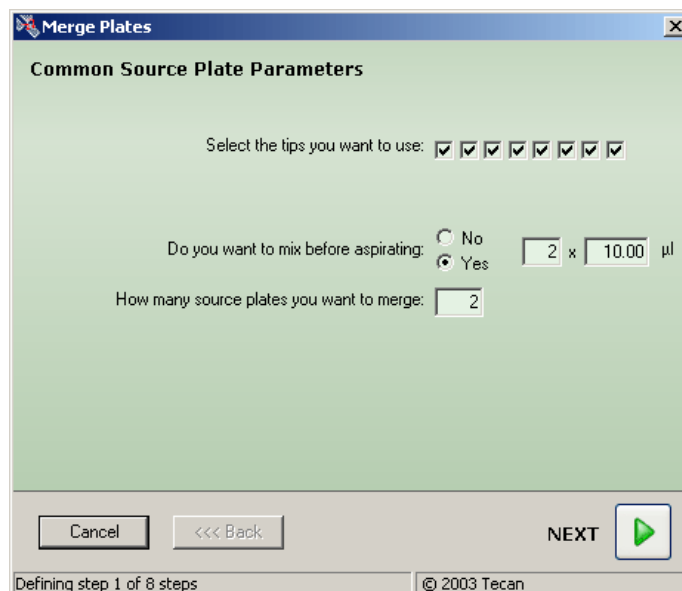 Merge Plates
Common Source Plate Parameters
Select the tips you want to use:
Do you want to mix before aspirating:
No
Yes
2 x 10.00 µl
How many source plates you want to merge: 2
Cancel
<<< Back
NEXT
Defining step 1 of 8 steps
© 2003 Tecan